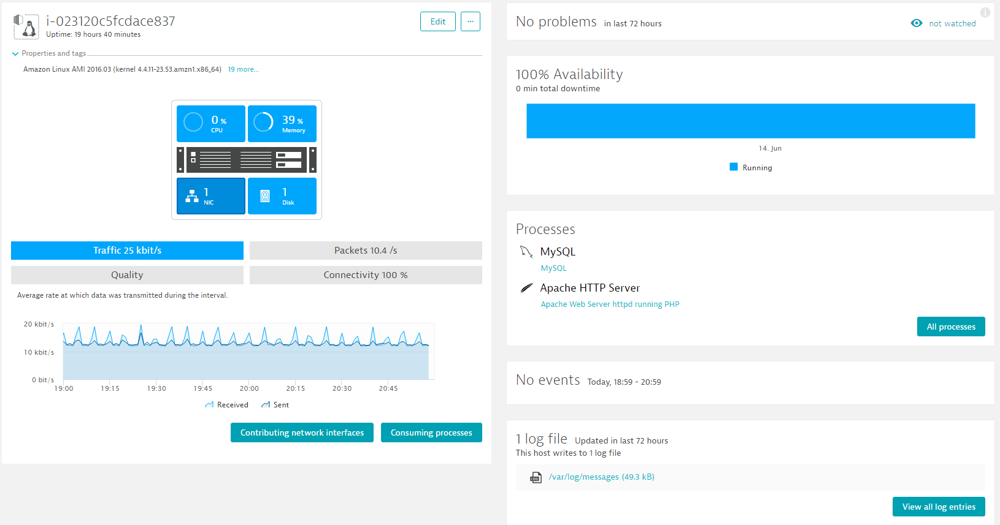 i-023120c5fcdace837
Uptime: 19 hours 40 minutes
Edit
...
Properties and tags
Amazon Linux AMI 2016.03 (kernel 4.4.11-23.53.amzn1.x86_64) 19 more...
0 %
CPU
39 %
Memory
1
NIC
1
Disk
Traffic 25 kbit/s
Packets 10.4 /s
Quality
Connectivity 100 %
Average rate at which data was transmitted during the interval.
20 kbit/s
10 kbit/s
0 bit/s
19:00 19:15 19:30 19:45 20:00 20:15 20:30 20:45
Received Sent
Contributing network interfaces
Consuming processes
No problems in last 72 hours
not watched
i
100% Availability
0 min total downtime
14. Jun
Running
Processes
MySQL
MySQL
Apache HTTP Server
Apache Web Server httpd running PHP
All processes
No events Today, 18:59 - 20:59
1 log file Updated in last 72 hours
This host writes to 1 log file
LOG
/var/log/messages (49.3 kB)
View all log entries